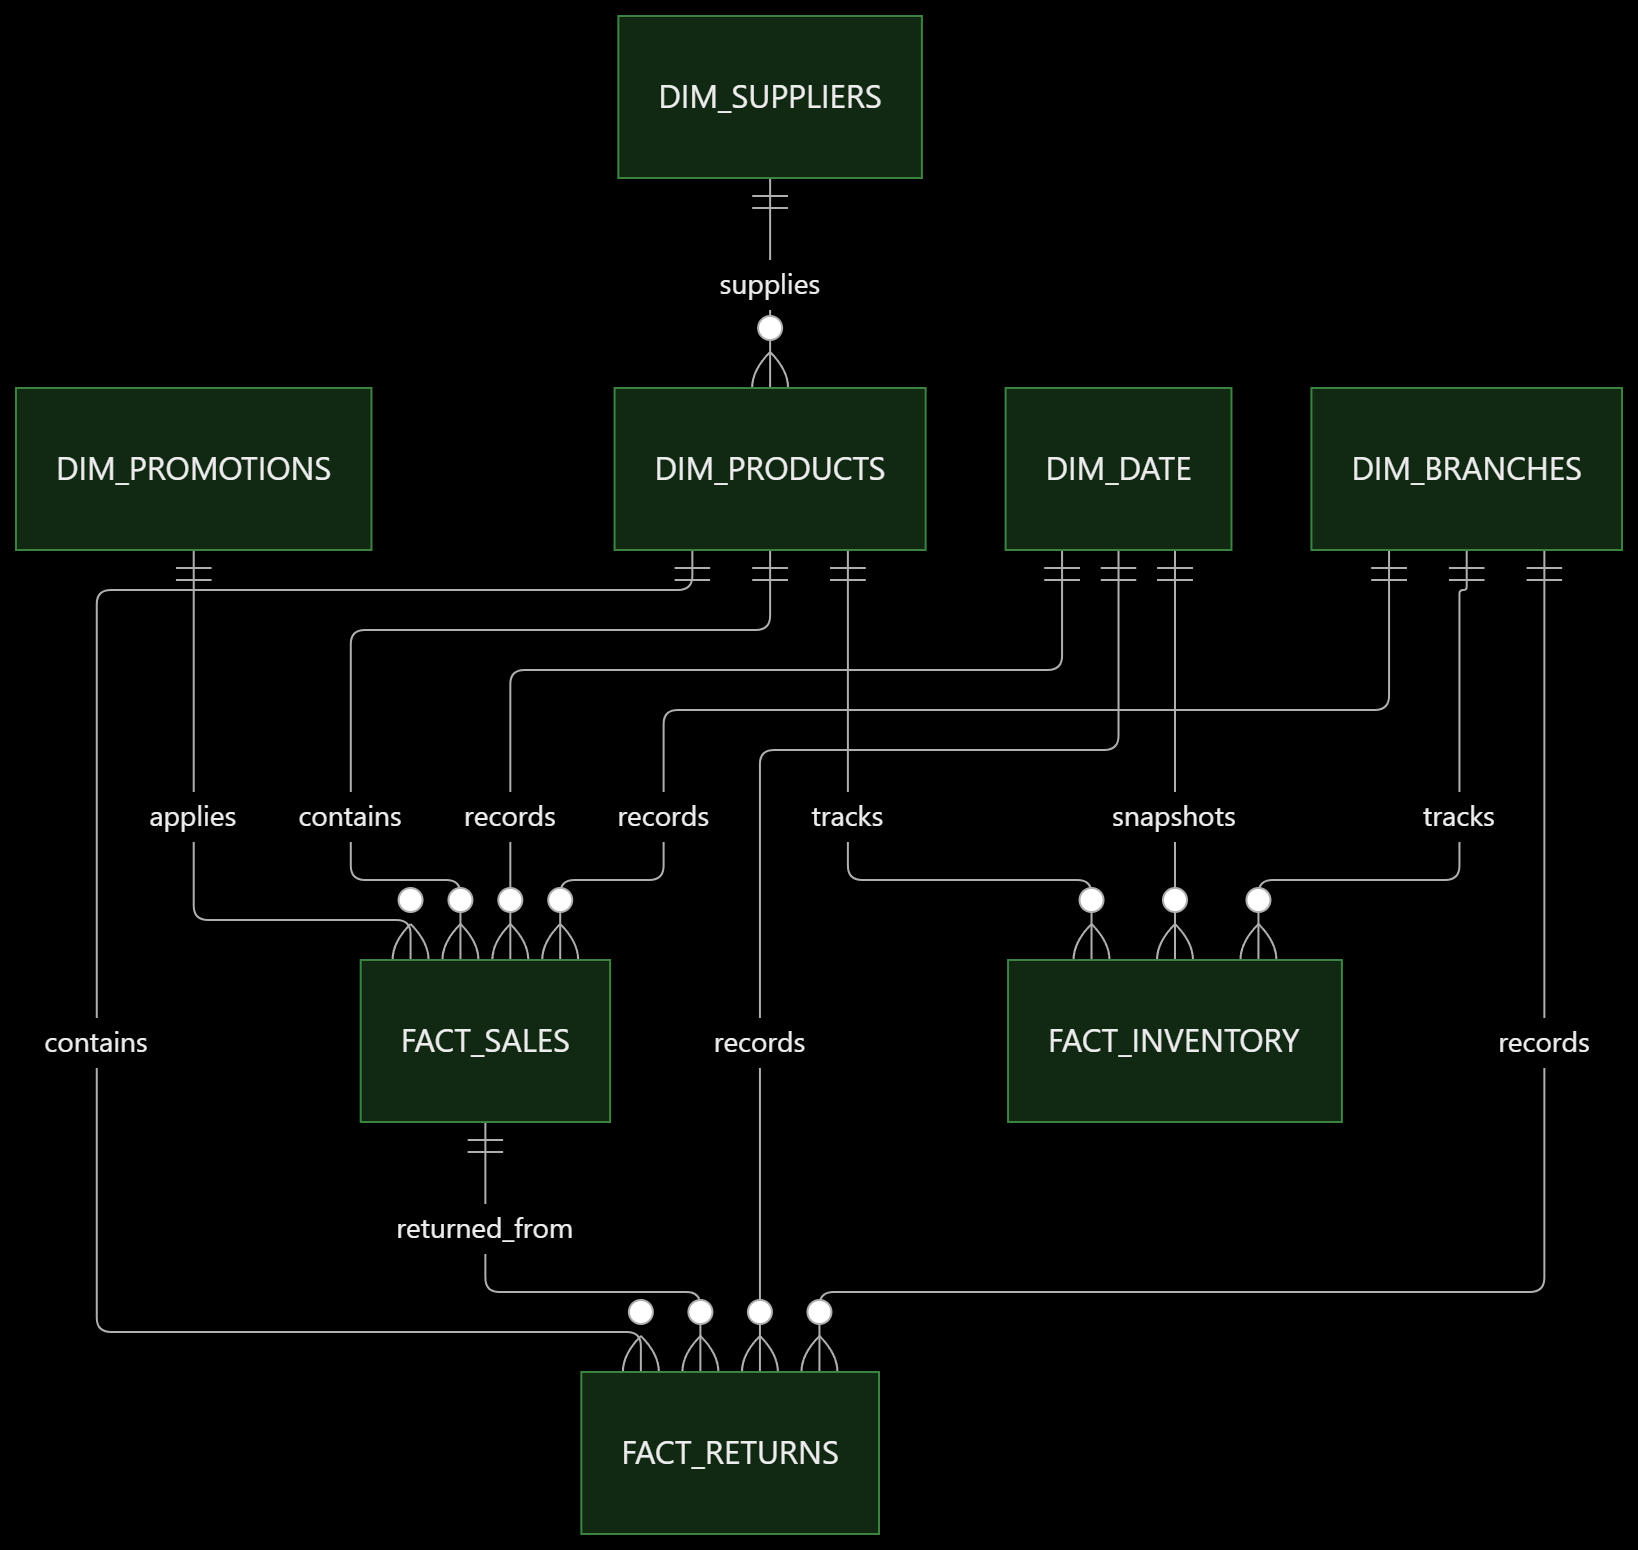 DIM_SUPPLIERS
supplies
DIM_PROMOTIONS
DIM_PRODUCTS
DIM_DATE
DIM_BRANCHES
applies
contains
records
records
tracks
snapshots
tracks
contains
FACT_SALES
records
FACT_INVENTORY
records
returned_from
FACT_RETURNS